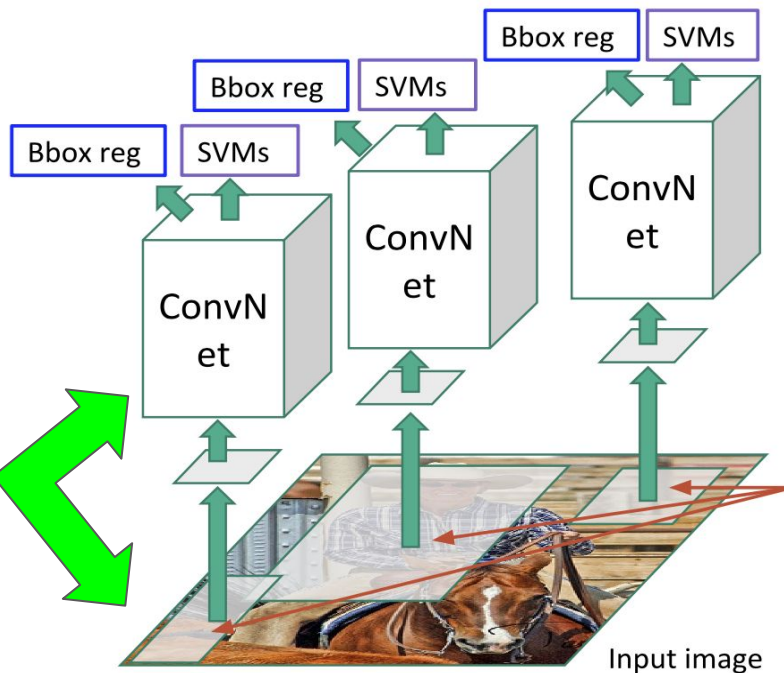 Bbox reg
SVMs
Bbox reg
SVMs
Bbox reg
SVMs
ConvN
et
ConvN
et
ConvN
et
Input image